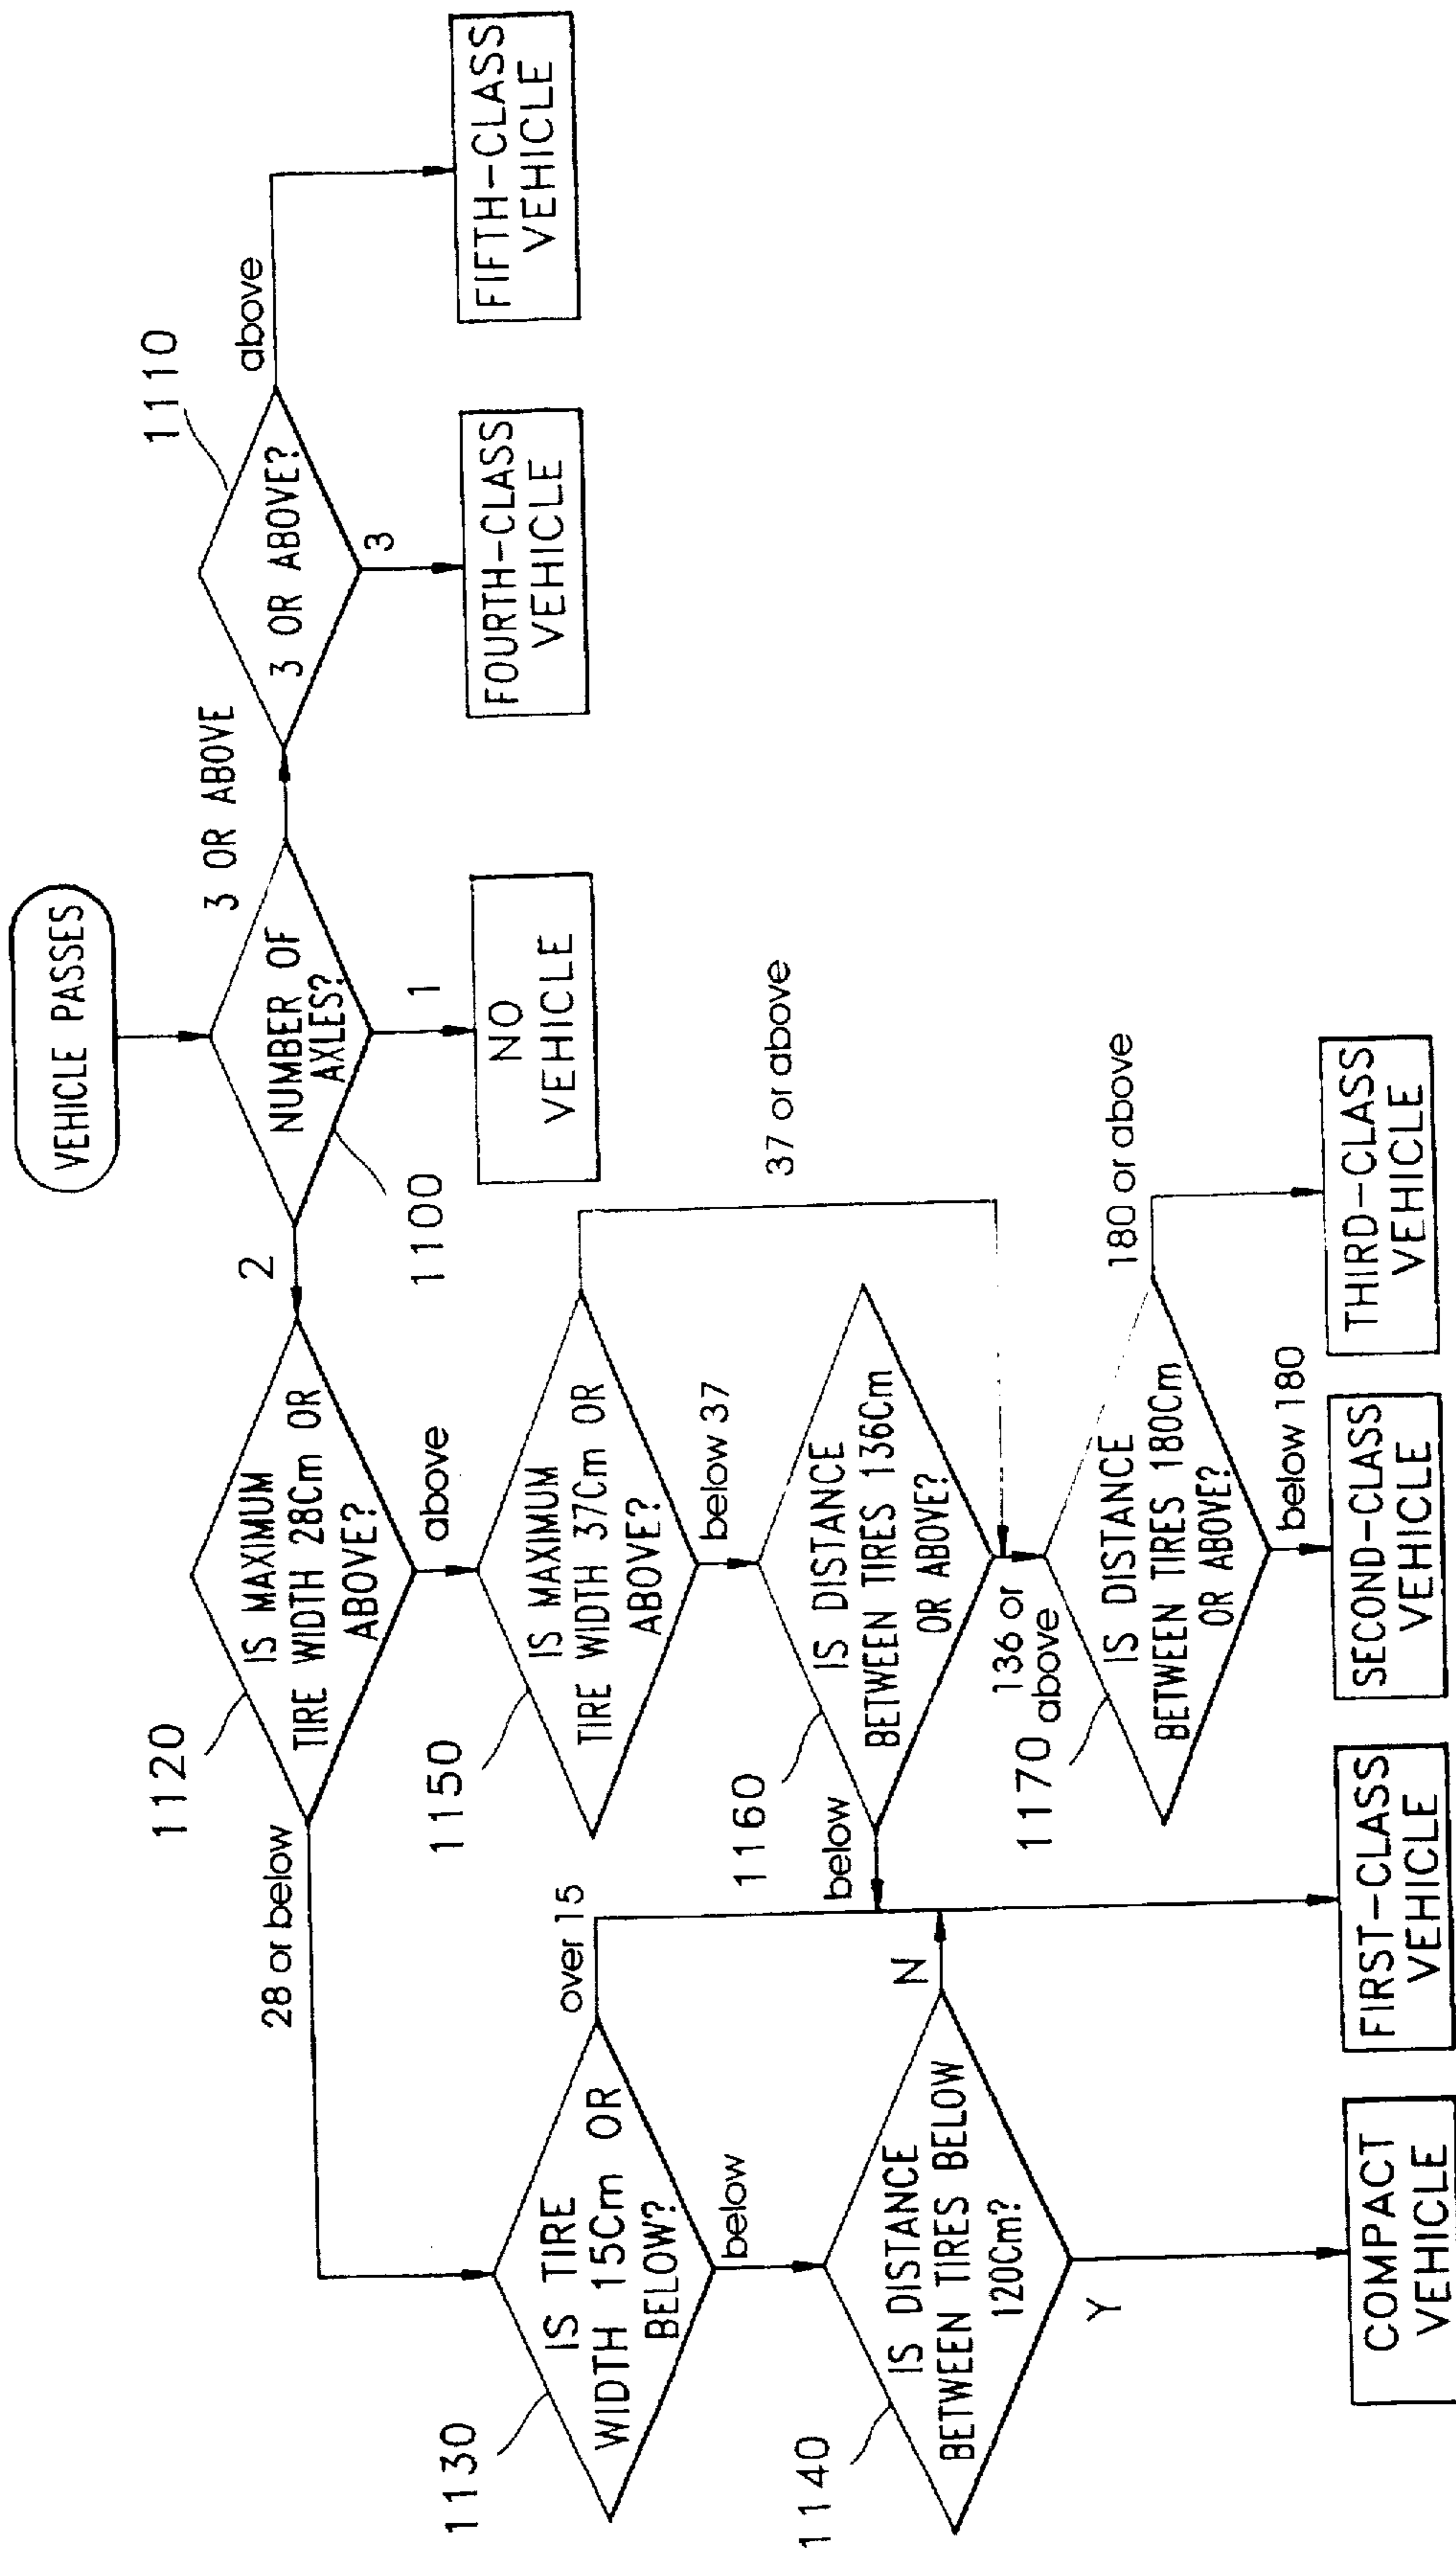 VEHICLE PASSES
NUMBER OF
AXLES?
1100
3 OR ABOVE
3 OR ABOVE?
1110
above
FIFTH-CLASS
VEHICLE
3
FOURTH-CLASS
VEHICLE
1
NO
VEHICLE
2
IS MAXIMUM
TIRE WIDTH 28Cm OR
ABOVE?
1120
28 or below
above
IS MAXIMUM
TIRE WIDTH 37Cm OR
ABOVE?
1150
37 or above
below 37
IS DISTANCE
BETWEEN TIRES 136Cm
OR ABOVE?
1160
below
136 or
above
IS DISTANCE
BETWEEN TIRES 180Cm
OR ABOVE?
1170
180 or above
below 180
IS TIRE
WIDTH 15Cm OR
BELOW?
1130
over 15
below
IS DISTANCE
BETWEEN TIRES BELOW
120Cm?
1140
N
Y
COMPACT
VEHICLE
FIRST-CLASS
VEHICLE
SECOND-CLASS
VEHICLE
THIRD-CLASS
VEHICLE